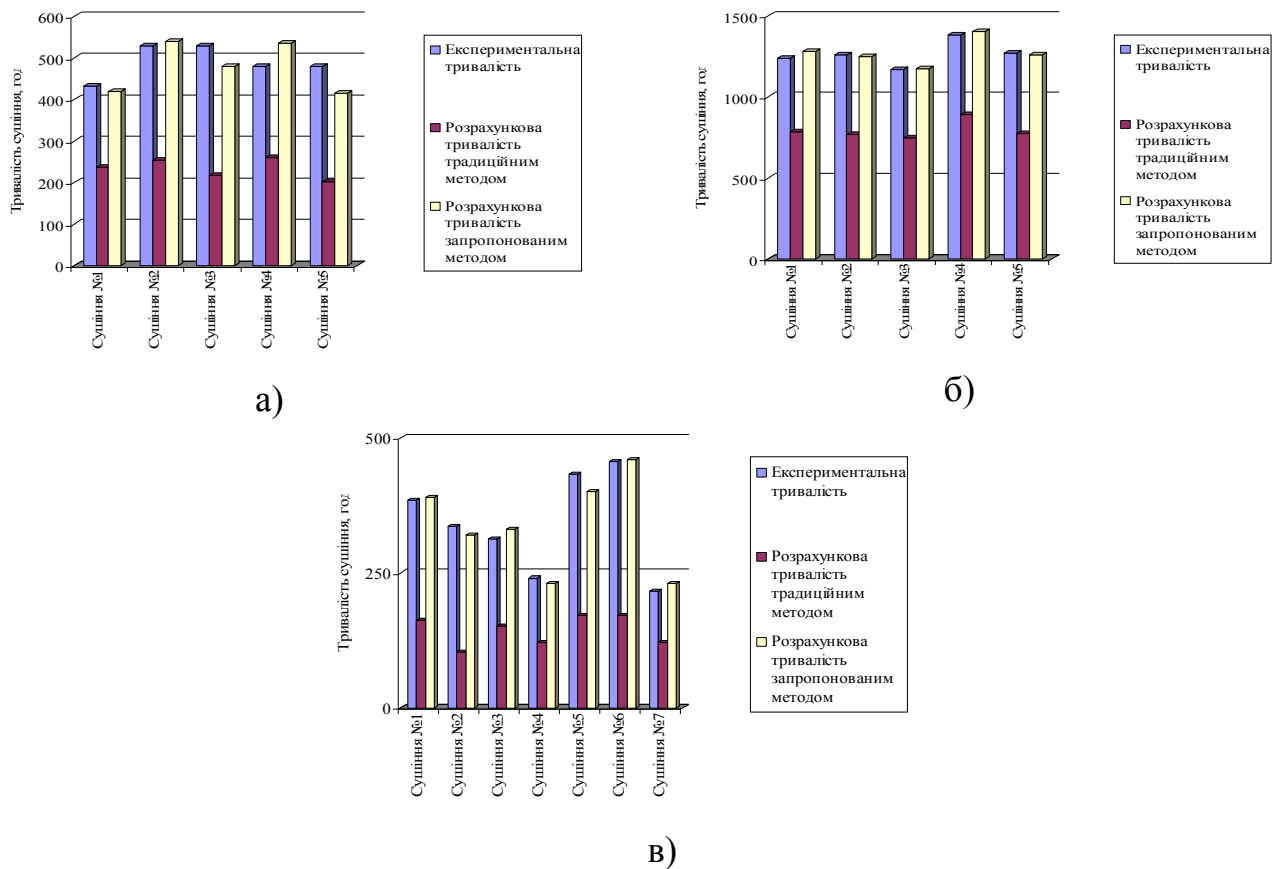 600
500
400
300
200
100
0
Тривалість сушіння, год
Сушіння №1
Сушіння №2
Сушіння №3
Сушіння №4
Сушіння №5
Експериментальна
тривалість
Розрахункова
тривалість
традиційним
методом
Розрахункова
тривалість
запропонованим
методом
а)
1500
1000
500
0
Тривалість сушіння, год
Сушіння №1
Сушіння №2
Сушіння №3
Сушіння №4
Сушіння №5
Експериментальна
тривалість
Розрахункова
тривалість
традиційним
методом
Розрахункова
тривалість
запропонованим
методом
б)
500
250
0
Тривалість сушіння, год
Сушіння №1
Сушіння №2
Сушіння №3
Сушіння №4
Сушіння №5
Сушіння №6
Сушіння №7
Експериментальна
тривалість
Розрахункова
тривалість
традиційним
методом
Розрахункова
тривалість
запропонованим
методом
в)